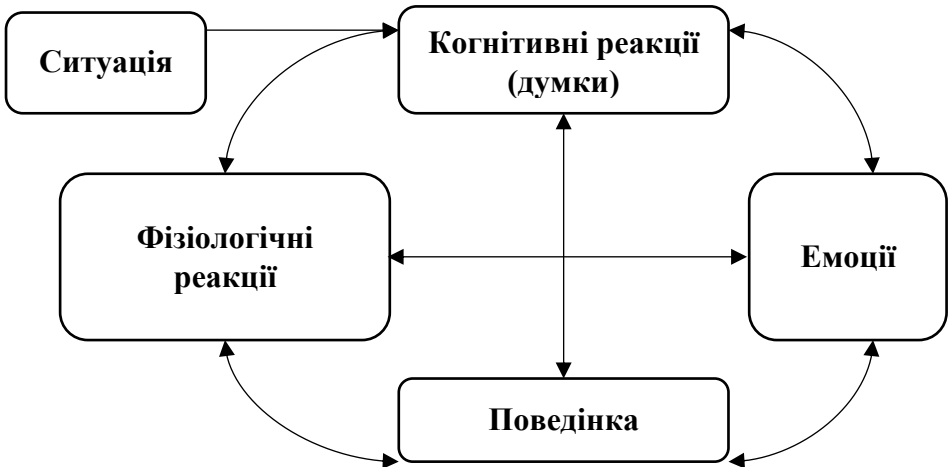 Ситуація
Когнітивні реакції
(думки)
Фізіологічні
реакції
Емоції
Поведінка